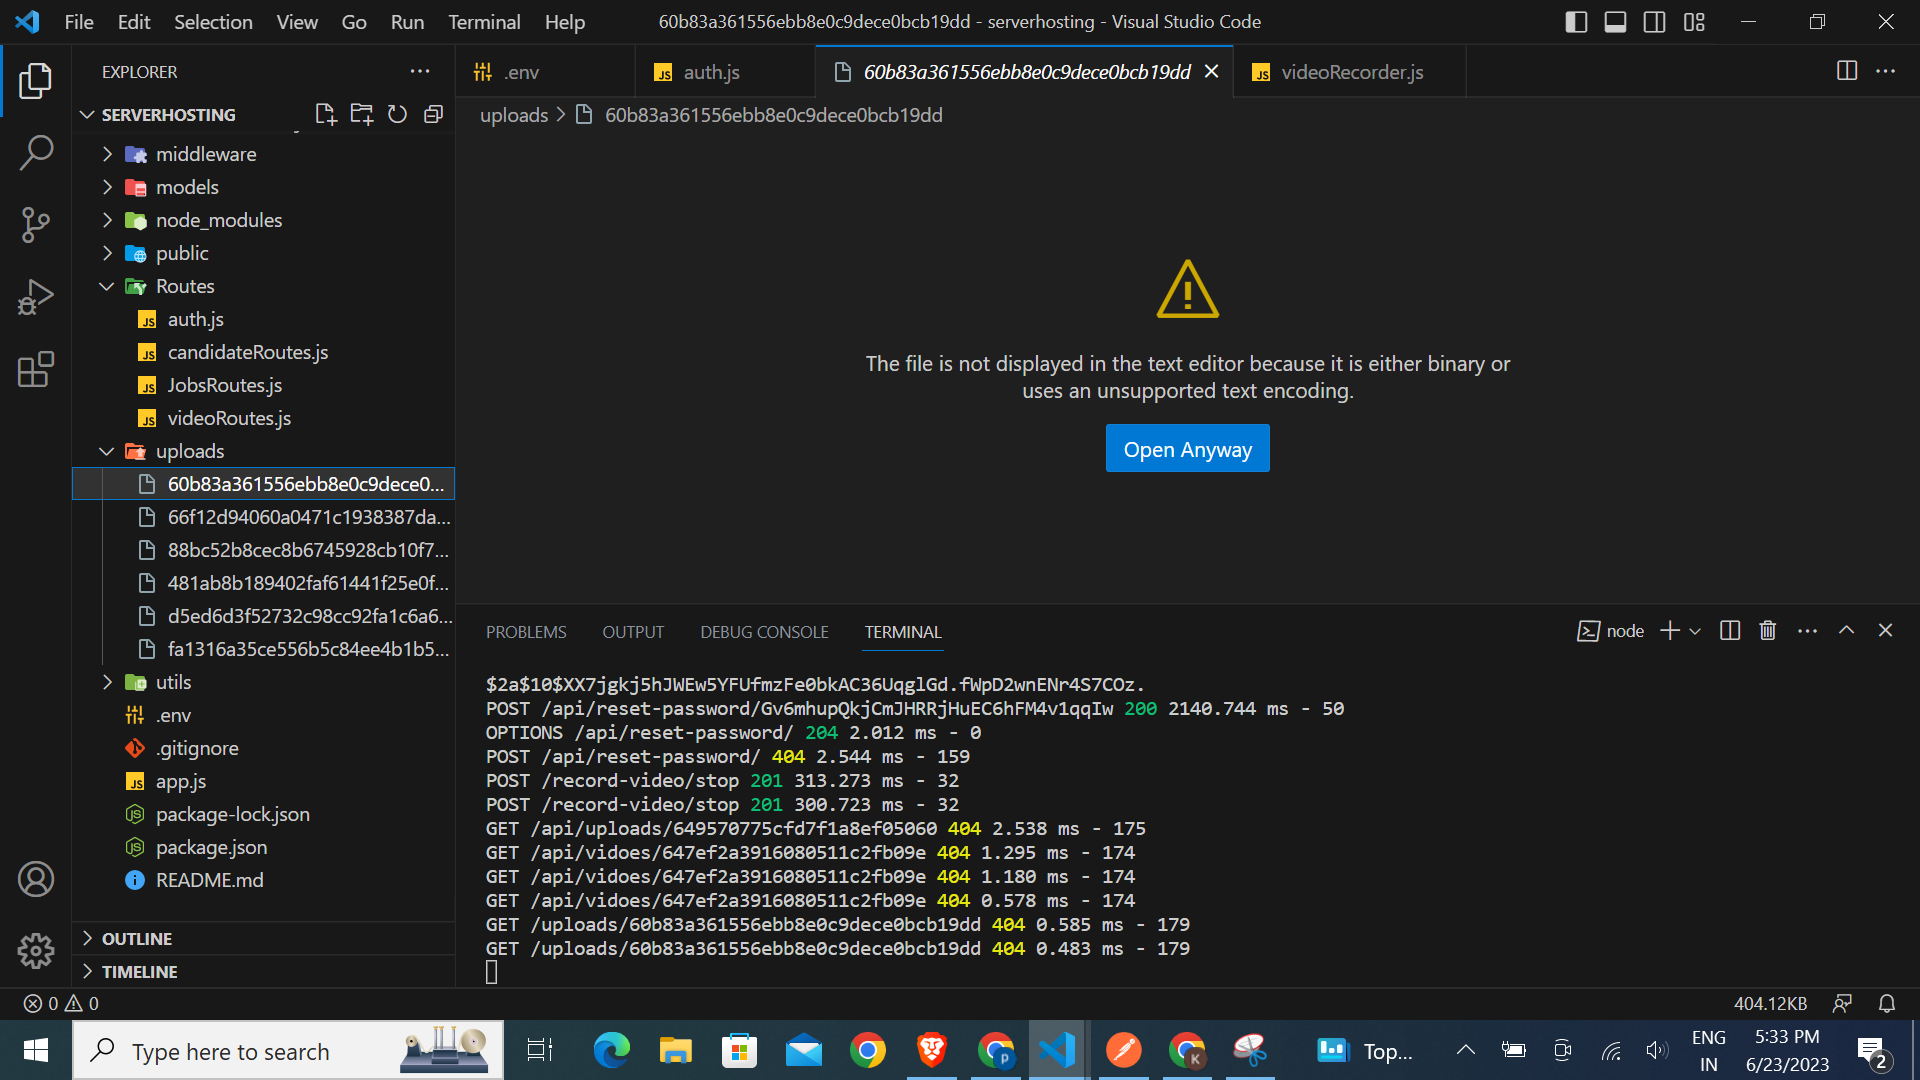 File Edit Selection View Go Run Terminal Help
60b83a361556ebb8e0c9dece0bcb19dd - serverhosting - Visual Studio Code
EXPLORER
SERVERHOSTING
middleware
models
node_modules
public
Routes
JS auth.js
JS candidateRoutes.js
JS JobsRoutes.js
JS videoRoutes.js
uploads
60b83a361556ebb8e0c9dece0...
66f12d94060a0471c1938387da...
88bc52b8cec8b6745928cb10f7...
481ab8b189402faf61441f25e0f...
d5ed6d3f52732c98cc92fa1c6a6...
fa1316a35ce556b5c84ee4b1b5...
utils
.env
.gitignore
JS app.js
package-lock.json
package.json
README.md
OUTLINE
TIMELINE
.env
JS auth.js
60b83a361556ebb8e0c9dece0bcb19dd
JS videoRecorder.js
uploads > 60b83a361556ebb8e0c9dece0bcb19dd
The file is not displayed in the text editor because it is either binary or
uses an unsupported text encoding.
Open Anyway
PROBLEMS OUTPUT DEBUG CONSOLE TERMINAL
node
$2a$10$XX7jgkj5hJWEw5YFUfmzFe0bkAC36UqglGd.fWpD2wnENr4S7COz.
POST /api/reset-password/Gv6mhupQkjCmJHRRjHuEC6hFM4v1qqIw 200 2140.744 ms - 50
OPTIONS /api/reset-password/ 204 2.012 ms - 0
POST /api/reset-password/ 404 2.544 ms - 159
POST /record-video/stop 201 313.273 ms - 32
POST /record-video/stop 201 300.723 ms - 32
GET /api/uploads/649570775cfd7f1a8ef05060 404 2.538 ms - 175
GET /api/vidoes/647ef2a3916080511c2fb09e 404 1.295 ms - 174
GET /api/vidoes/647ef2a3916080511c2fb09e 404 1.180 ms - 174
GET /api/vidoes/647ef2a3916080511c2fb09e 404 0.578 ms - 174
GET /uploads/60b83a361556ebb8e0c9dece0bcb19dd 404 0.585 ms - 179
GET /uploads/60b83a361556ebb8e0c9dece0bcb19dd 404 0.483 ms - 179
0 0
404.12KB
Type here to search
P
K
Top...
ENG
IN
5:33 PM
6/23/2023
2